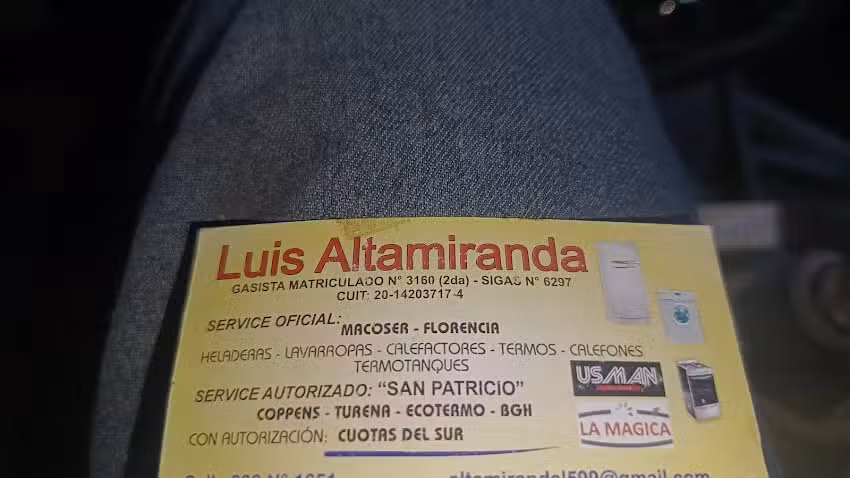 Luis Altamiranda
GASISTA MATRICULADO N° 3160 (2da) - SIGAS N° 6297
CUIT: 20-14203717-4
SERVICE OFICIAL: MACOSER - FLORENCIA
HELADERAS - LAVARROPAS - CALEFACTORES - TERMOS - CALEFONES
TERMOTANQUES
SERVICE AUTORIZADO: “SAN PATRICIO”
USMAN
COPPENS - TURENA - ECOTERMO - BGH
LA MAGICA
CON AUTORIZACIÓN: CUOTAS DEL SUR